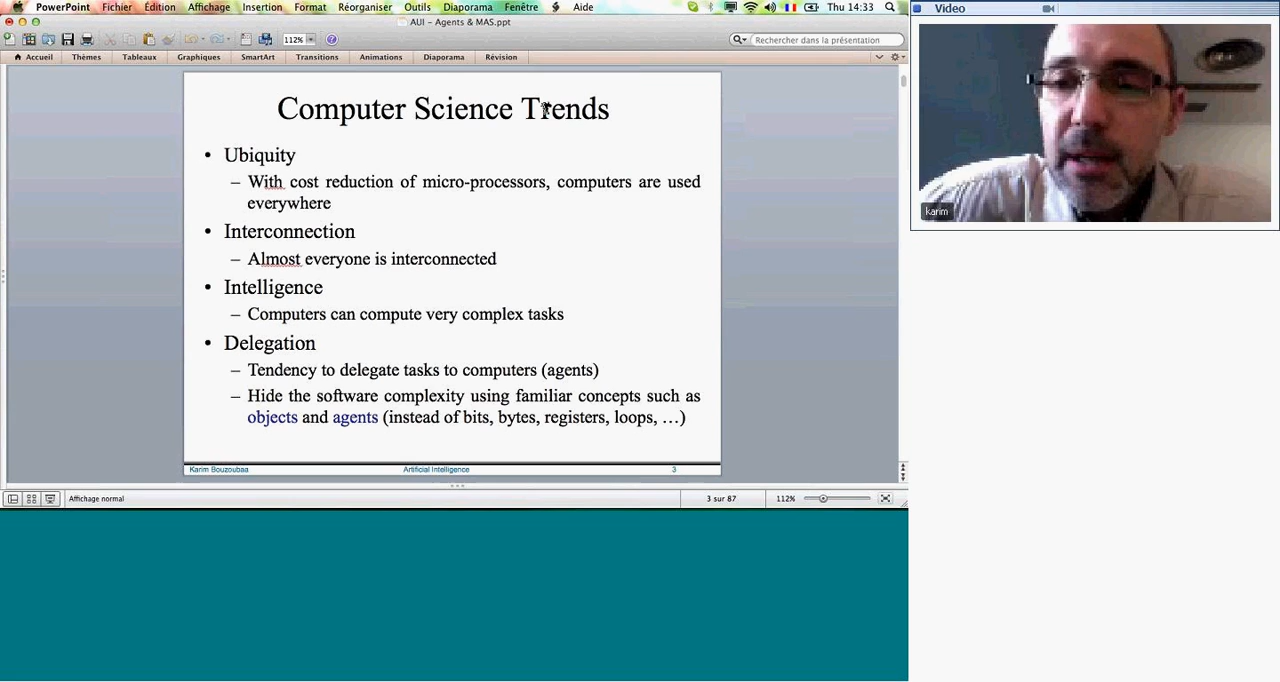 PowerPoint Fichier Édition Affichage Insertion Format Réorganiser Outils Diaporama Fenêtre Aide Thu 14:33
AUI - Agents & MAS.ppt
112% Rechercher dans la présentation
Accueil Thèmes Tableaux Graphiques SmartArt Transitions Animations Diaporama Révision
Computer Science Trends
• Ubiquity
– With cost reduction of micro-processors, computers are used
everywhere
• Interconnection
– Almost everyone is interconnected
• Intelligence
– Computers can compute very complex tasks
• Delegation
– Tendency to delegate tasks to computers (agents)
– Hide the software complexity using familiar concepts such as
objects and agents (instead of bits, bytes, registers, loops, …)
Karim Bouzoubaa Artificial Intelligence 3
Affichage normal 3 sur 87 112%
Video
karim